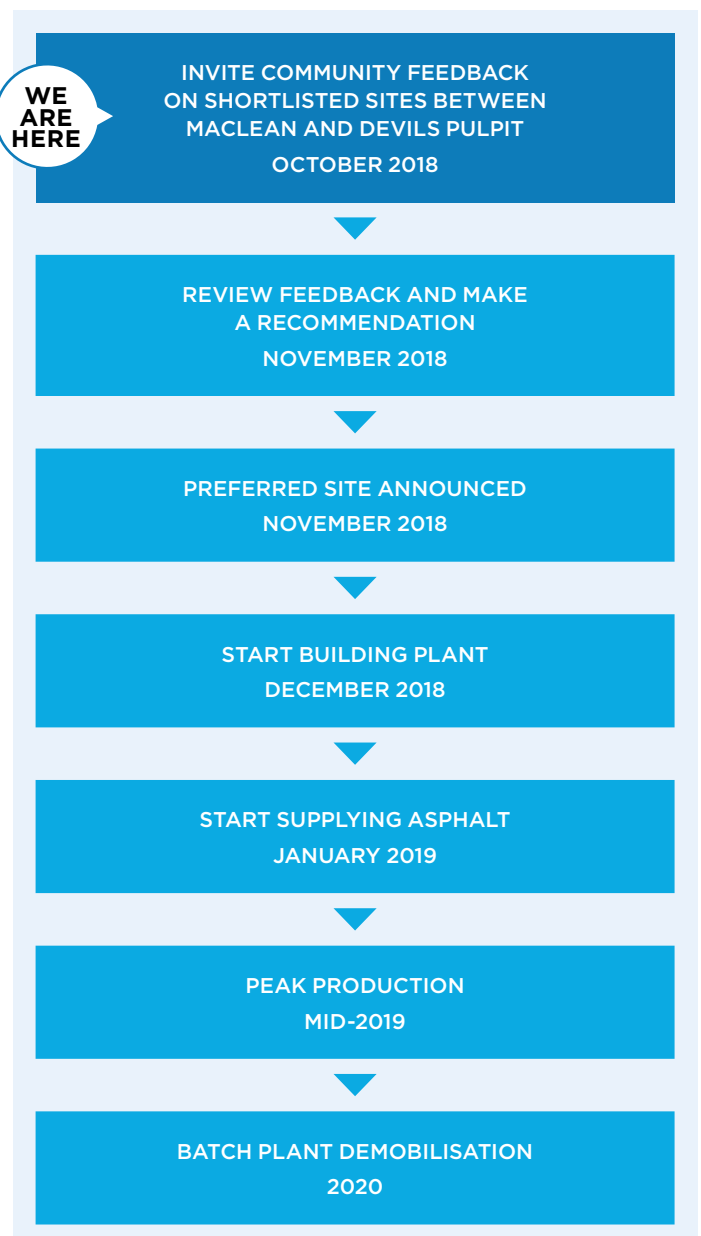 WE
ARE
HERE
INVITE COMMUNITY FEEDBACK
ON SHORTLISTED SITES BETWEEN
MACLEAN AND DEVILS PULPIT
OCTOBER 2018
REVIEW FEEDBACK AND MAKE
A RECOMMENDATION
NOVEMBER 2018
PREFERRED SITE ANNOUNCED
NOVEMBER 2018
START BUILDING PLANT
DECEMBER 2018
START SUPPLYING ASPHALT
JANUARY 2019
PEAK PRODUCTION
MID-2019
BATCH PLANT DEMOBILISATION
2020